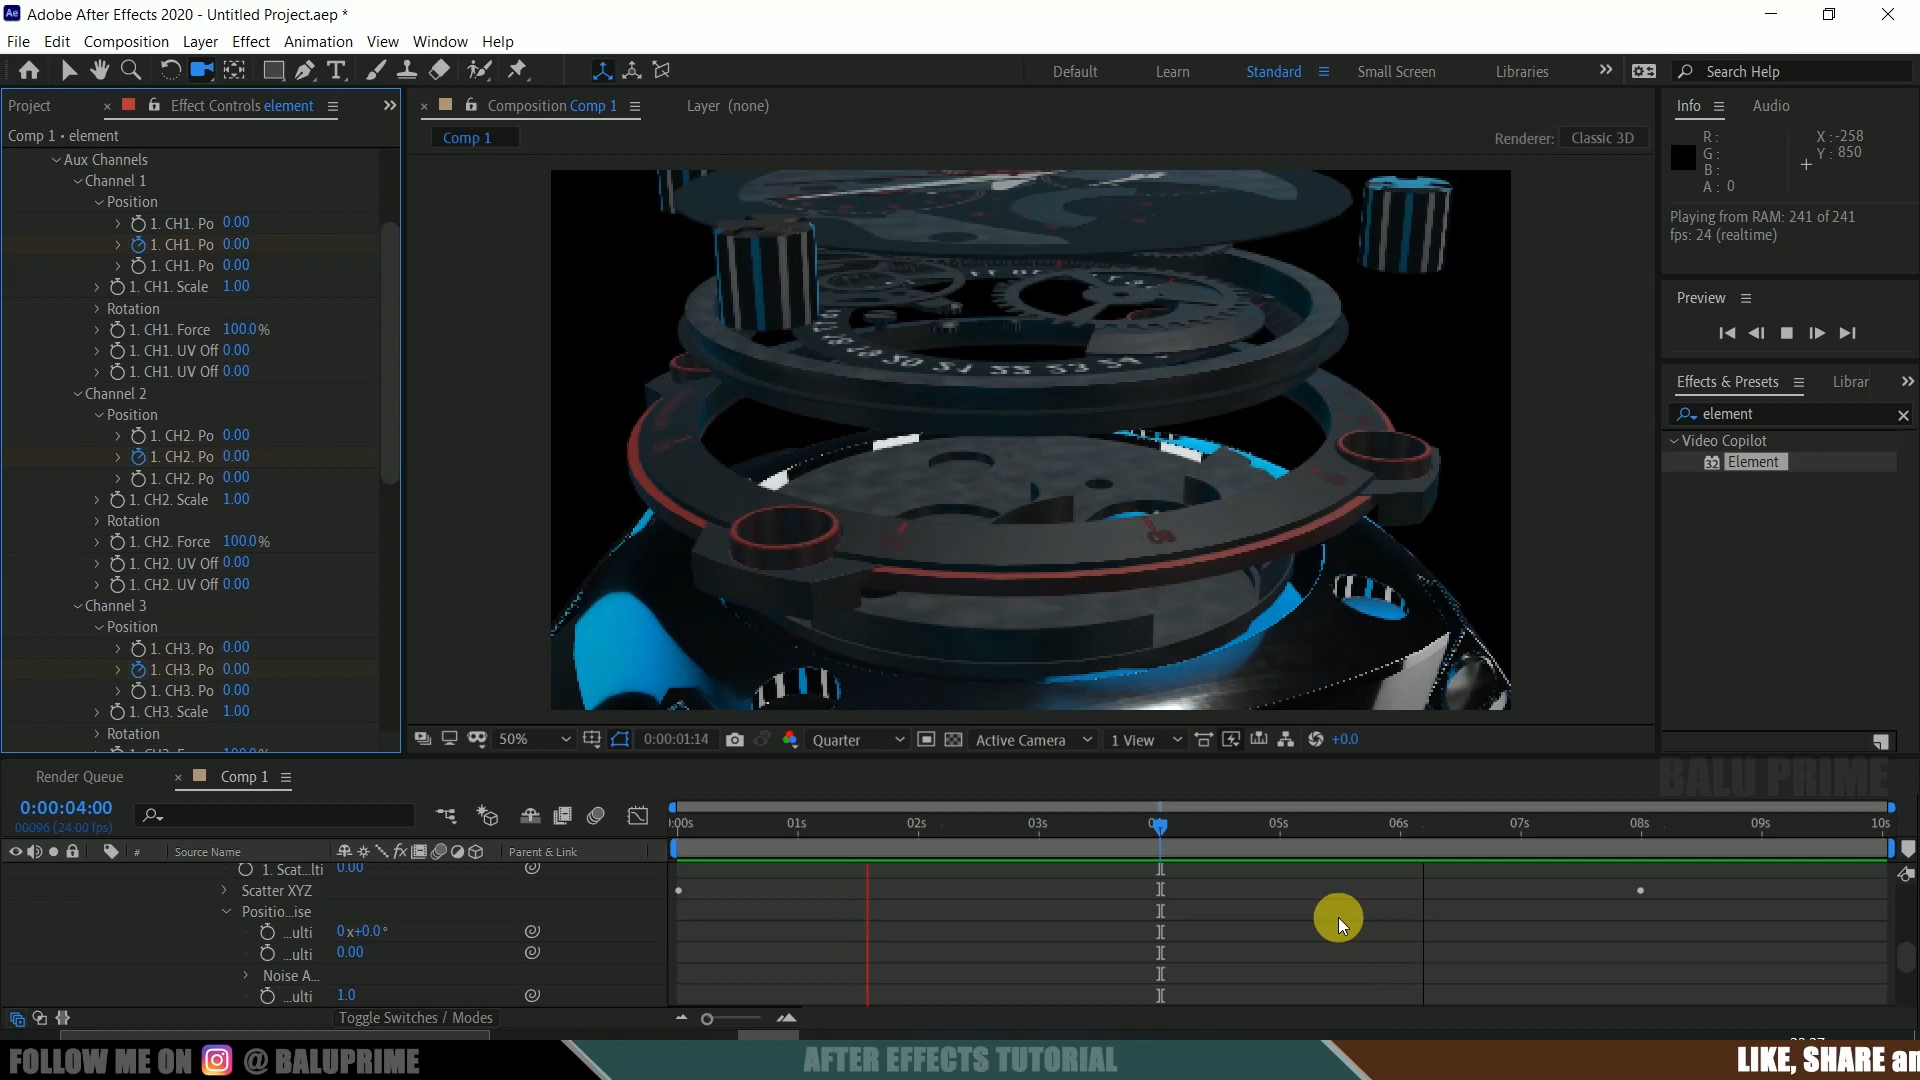 Ae Adobe After Effects 2020 - Untitled Project.aep *
File Edit Composition Layer Effect Animation View Window Help
Default Learn Standard Small Screen Libraries Search Help
Project Effect Controls element
Composition Comp 1 Layer (none)
Info Audio
Comp 1 • element
Comp 1
Renderer: Classic 3D
R:
G:
B:
A: 0
X: -258
Y: 850
Playing from RAM: 241 of 241
fps: 24 (realtime)
Aux Channels
Channel 1
Position
1. CH1. Po 0.00
1. CH1. Po 0.00
1. CH1. Po 0.00
1. CH1. Scale 1.00
Rotation
1. CH1. Force 100.0%
1. CH1. UV Off 0.00
1. CH1. UV Off 0.00
Channel 2
Position
1. CH2. Po 0.00
1. CH2. Po 0.00
1. CH2. Po 0.00
1. CH2. Scale 1.00
Rotation
1. CH2. Force 100.0%
1. CH2. UV Off 0.00
1. CH2. UV Off 0.00
Channel 3
Position
1. CH3. Po 0.00
1. CH3. Po 0.00
1. CH3. Po 0.00
1. CH3. Scale 1.00
Rotation
Preview
Effects & Presets Librar
element
Video Copilot
32 Element
50% 0:00:01:14 Quarter Active Camera 1 View +0.0
BALU PRIME
Render Queue Comp 1
0:00:04:00
00096 (24.00 fps)
01s 02s 03s 05s 06s 07s 08s 09s 10s
# Source Name Parent & Link
1. Scat...lti 0.00
Scatter XYZ
Positio...ise
...ulti 0x+0.0°
...ulti 0.00
Noise A...
...ulti 1.0
Toggle Switches / Modes
FOLLOW ME ON @ BALUPRIME
AFTER EFFECTS TUTORIAL
LIKE, SHARE an